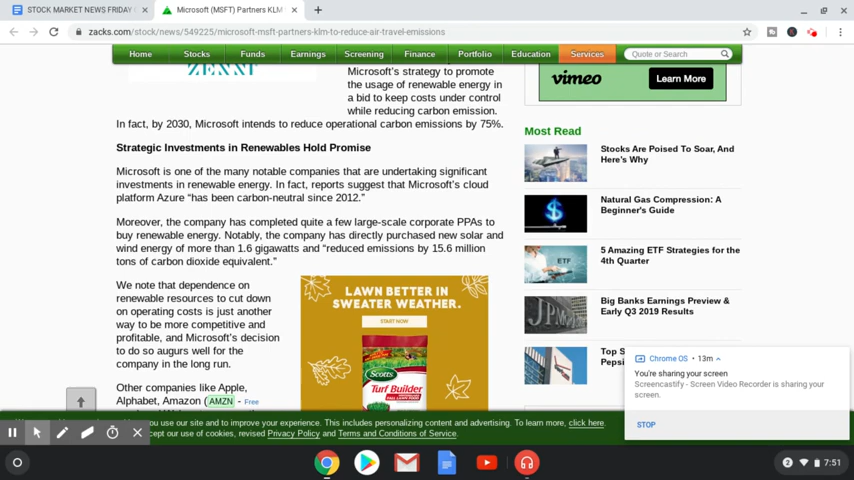 STOCK MARKET NEWS FRIDAY
Microsoft (MSFT) Partners KLM
zacks.com/stock/news/549225/microsoft-msft-partners-klm-to-reduce-air-travel-emissions
Home Stocks Funds Earnings Screening Finance Portfolio Education Services Quote or Search
Microsoft's strategy to promote
the usage of renewable energy in
a bid to keep costs under control
while reducing carbon emission.
In fact, by 2030, Microsoft intends to reduce operational carbon emissions by 75%.
Strategic Investments in Renewables Hold Promise
Microsoft is one of the many notable companies that are undertaking significant
investments in renewable energy. In fact, reports suggest that Microsoft's cloud
platform Azure “has been carbon-neutral since 2012.”
Moreover, the company has completed quite a few large-scale corporate PPAs to
buy renewable energy. Notably, the company has directly purchased new solar and
wind energy of more than 1.6 gigawatts and “reduced emissions by 15.6 million
tons of carbon dioxide equivalent.”
We note that dependence on
renewable resources to cut down
on operating costs is just another
way to be more competitive and
profitable, and Microsoft's decision
to do so augurs well for the
company in the long run.
Other companies like Apple,
Alphabet, Amazon (AMZN - Free
LAWN BETTER IN
SWEATER WEATHER.
START NOW
Scotts
Turf Builder
vimeo
Learn More
Most Read
Stocks Are Poised To Soar, And
Here's Why
Natural Gas Compression: A
Beginner's Guide
5 Amazing ETF Strategies for the
4th Quarter
ETF
Big Banks Earnings Preview &
Early Q3 2019 Results
JPM
Top S
Pepsi
Chrome OS • 13m
You're sharing your screen
Screencastify - Screen Video Recorder is sharing your
screen.
STOP
you use our site and to improve your experience. This includes personalizing content and advertising. To learn more, click here.
cept our use of cookies, revised Privacy Policy and Terms and Conditions of Service.
2 7:51